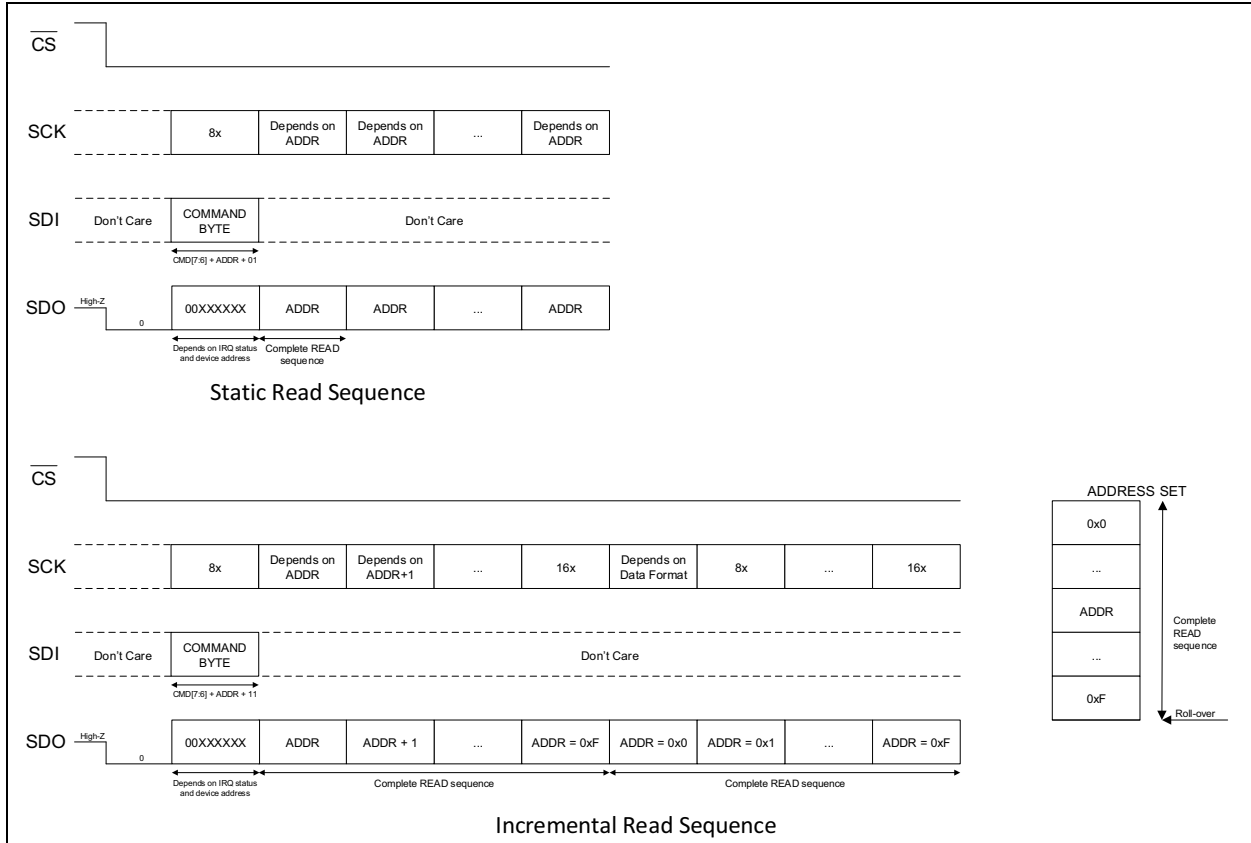 CS
SCK
8x
Depends on
ADDR
Depends on
ADDR
...
Depends on
ADDR
SDI
Don't Care
COMMAND
BYTE
Don't Care
CMD[7:6] + ADDR + 01
SDO
High-Z
0
00XXXXXX
ADDR
ADDR
...
ADDR
Depends on IRQ status
and device address
Complete READ
sequence
Static Read Sequence
CS
SCK
8x
Depends on
ADDR
Depends on
ADDR+1
...
16x
Depends on
Data Format
8x
...
16x
SDI
Don't Care
COMMAND
BYTE
Don't Care
CMD[7:6] + ADDR + 11
SDO
High-Z
0
00XXXXXX
ADDR
ADDR + 1
...
ADDR = 0xF
ADDR = 0x0
ADDR = 0x1
...
ADDR = 0xF
Depends on IRQ status
and device address
Complete READ sequence
Complete READ sequence
Incremental Read Sequence
ADDRESS SET
0x0
...
ADDR
...
0xF
Complete
READ
sequence
Roll-over